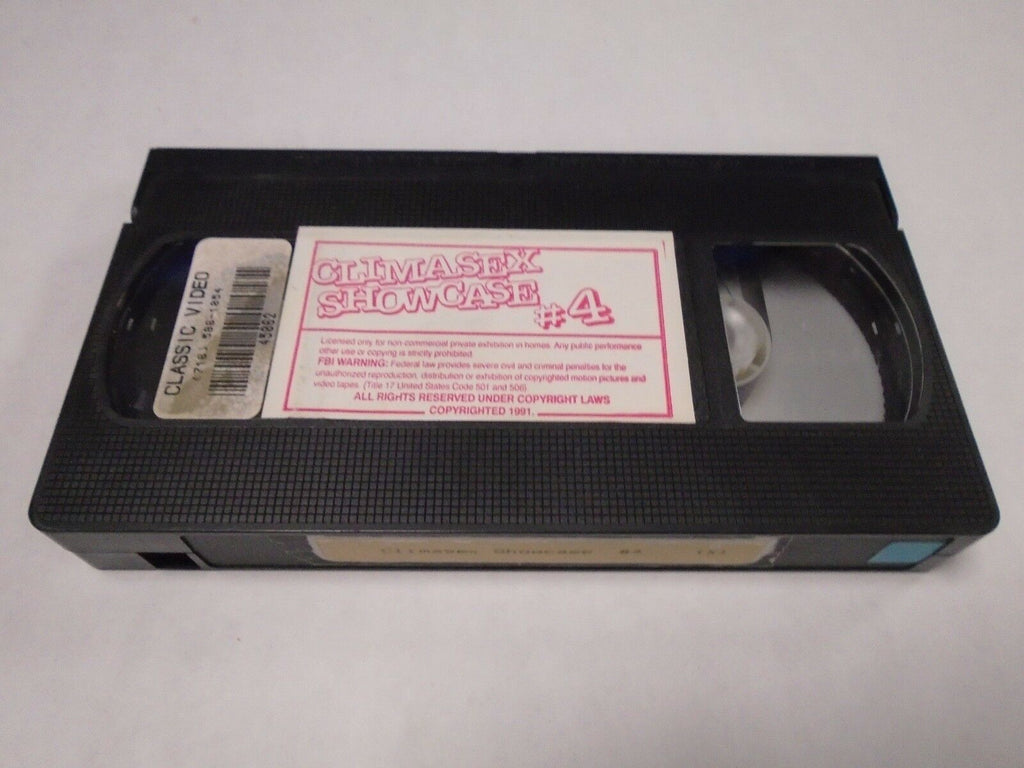 CLASSIC VIDEO
(718) 588-1854
45082
CLIMASEX
SHOWCASE
#4
Licensed only for non-commercial private exhibition in homes. Any public performance
other use or copying is strictly prohibited.
FBI WARNING: Federal law provides severe civil and criminal penalties for the
unauthorized reproduction, distribution or exhibition of copyrighted motion pictures and
video tapes. (Title 17 United States Code 501 and 506)
ALL RIGHTS RESERVED UNDER COPYRIGHT LAWS
COPYRIGHTED 1991.
Climasex Showcase #4 (X)